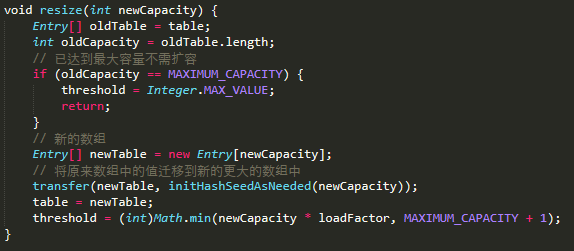 void resize(int newCapacity) {
    Entry[] oldTable = table;
    int oldCapacity = oldTable.length;
    // 已达到最大容量不需扩容
    if (oldCapacity == MAXIMUM_CAPACITY) {
        threshold = Integer.MAX_VALUE;
        return;
    }
    // 新的数组
    Entry[] newTable = new Entry[newCapacity];
    // 将原来数组中的值迁移到新的更大的数组中
    transfer(newTable, initHashSeedAsNeeded(newCapacity));
    table = newTable;
    threshold = (int)Math.min(newCapacity * loadFactor, MAXIMUM_CAPACITY + 1);
}